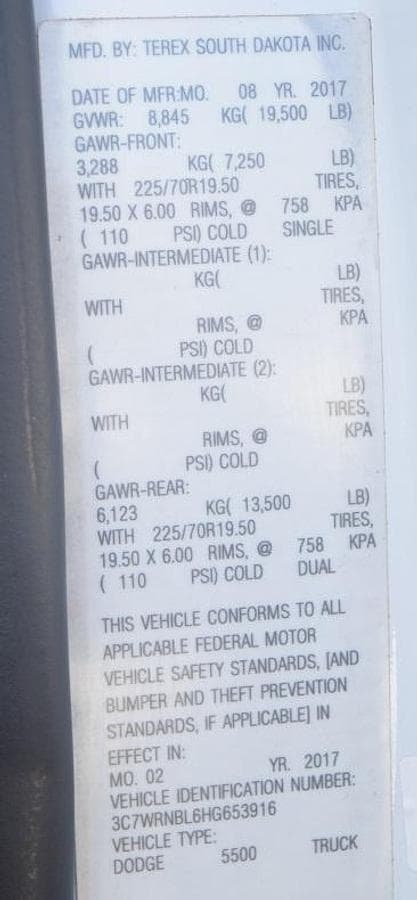 MFD. BY: TEREX SOUTH DAKOTA INC.
DATE OF MFR:MO. 08 YR. 2017
GVWR: 8,845 KG( 19,500 LB)
GAWR-FRONT:
3,288 KG( 7,250 LB)
WITH 225/70R19.50 TIRES,
19.50 X 6.00 RIMS, @ 758 KPA
( 110 PSI) COLD SINGLE
GAWR-INTERMEDIATE (1):
KG( LB)
WITH TIRES,
RIMS, @ KPA
( PSI) COLD
GAWR-INTERMEDIATE (2):
KG( LB)
WITH TIRES,
RIMS, @ KPA
( PSI) COLD
GAWR-REAR:
6,123 KG( 13,500 LB)
WITH 225/70R19.50 TIRES,
19.50 X 6.00 RIMS, @ 758 KPA
( 110 PSI) COLD DUAL
THIS VEHICLE CONFORMS TO ALL
APPLICABLE FEDERAL MOTOR
VEHICLE SAFETY STANDARDS, [AND
BUMPER AND THEFT PREVENTION
STANDARDS, IF APPLICABLE] IN
EFFECT IN:
MO. 02 YR. 2017
VEHICLE IDENTIFICATION NUMBER:
3C7WRNBL6HG653916
VEHICLE TYPE:
DODGE 5500 TRUCK